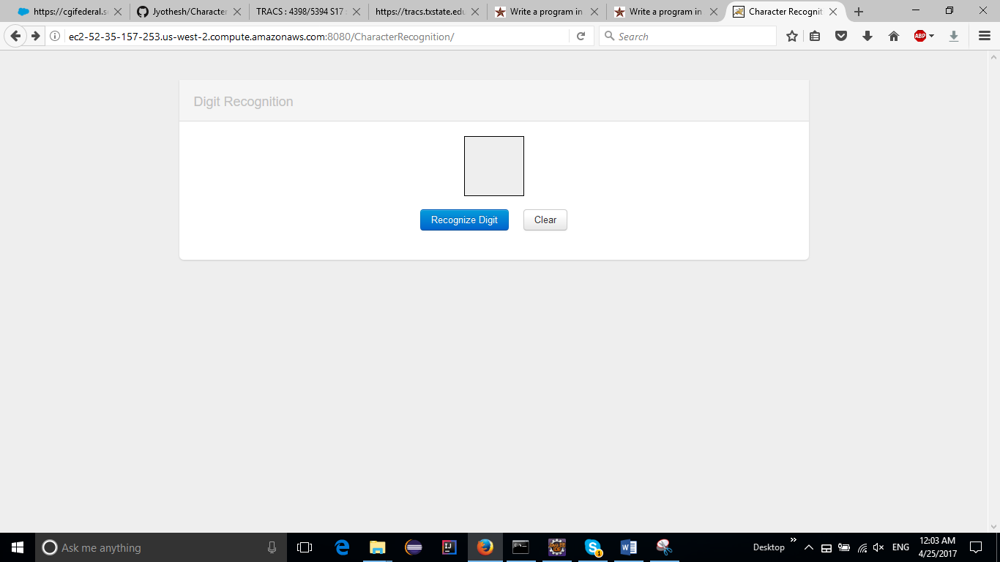 https://cgifederal.s
Jyothesh/Character
TRACS : 4398/5394 S17
https://tracs.txstate.edu
Write a program in
Write a program in
Character Recognit
ec2-52-35-157-253.us-west-2.compute.amazonaws.com:8080/CharacterRecognition/
Search
ABP
Digit Recognition
Recognize Digit
Clear
Ask me anything
Desktop
ENG
12:03 AM
4/25/2017